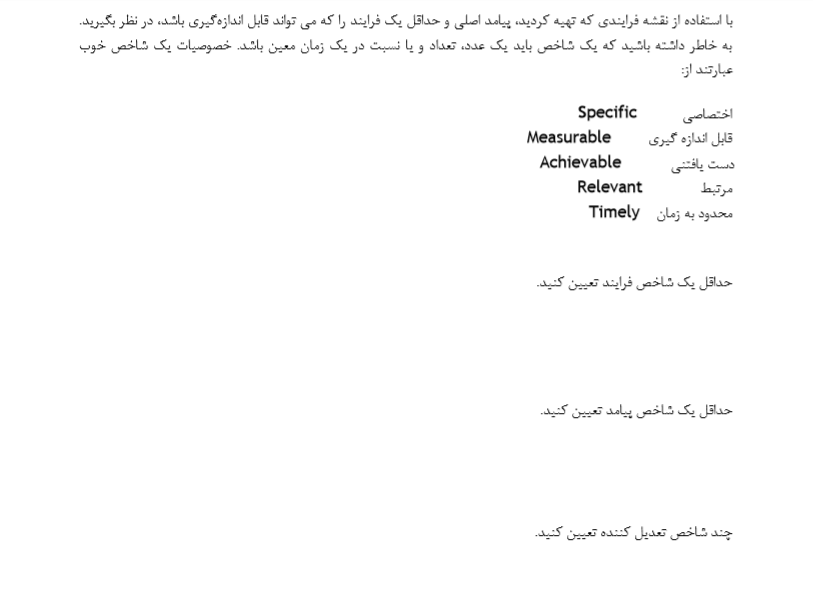 با استفاده از نقشه فرایندی که تهیه کردید، پیامد اصلی و حداقل یک فرایند را که می تواند قابل اندازه‌گیری باشد، در نظر بگیرید.
به خاطر داشته باشید که یک شاخص باید یک عدد، تعداد و یا نسبت در یک زمان معین باشد. خصوصیات یک شاخص خوب
عبارتند از:
اختصاصی Specific
قابل اندازه گیری Measurable
دست یافتنی Achievable
مرتبط Relevant
محدود به زمان Timely
حداقل یک شاخص فرایند تعیین کنید.
حداقل یک شاخص پیامد تعیین کنید.
چند شاخص تعدیل کننده تعیین کنید.